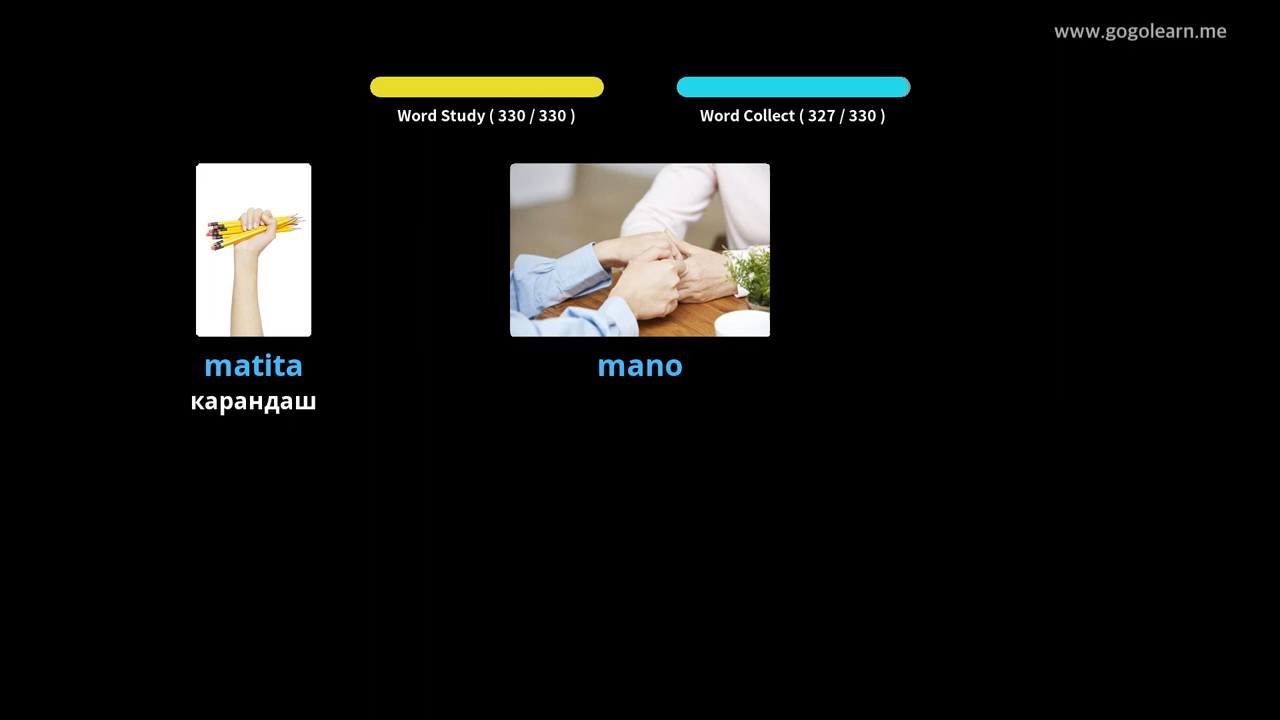 www.gogolearn.me
Word Study ( 330 / 330 )
Word Collect ( 327 / 330 )
matita
карандаш
mano